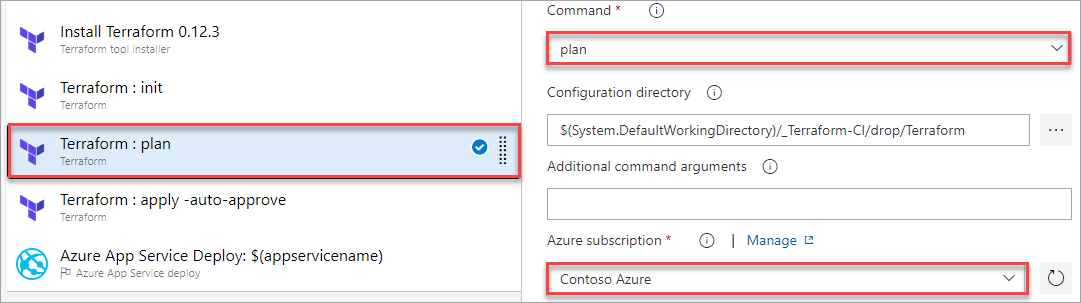 Install Terraform 0.12.3
Terraform tool installer
Terraform : init
Terraform
Terraform : plan
Terraform
Terraform : apply -auto-approve
Terraform
Azure App Service Deploy: $(appservicename)
Azure App Service deploy
Command *
plan
Configuration directory
$(System.DefaultWorkingDirectory)/_Terraform-CI/drop/Terraform
Additional command arguments
Azure subscription * | Manage
Contoso Azure